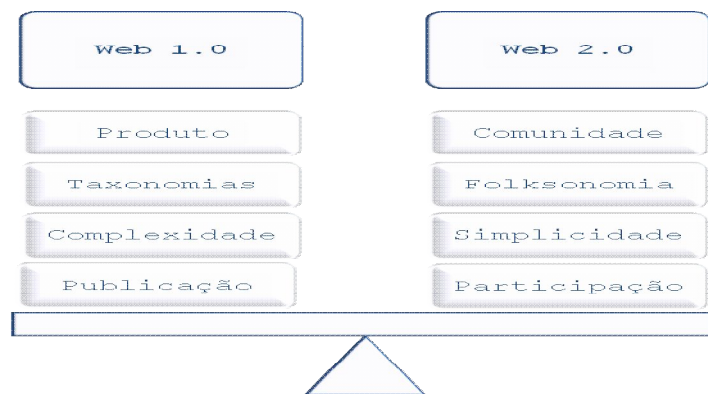 Web 1.0
Web 2.0
Produto
Comunidade
Taxonomias
Folksonomia
Complexidade
Simplicidade
Publicação
Participação